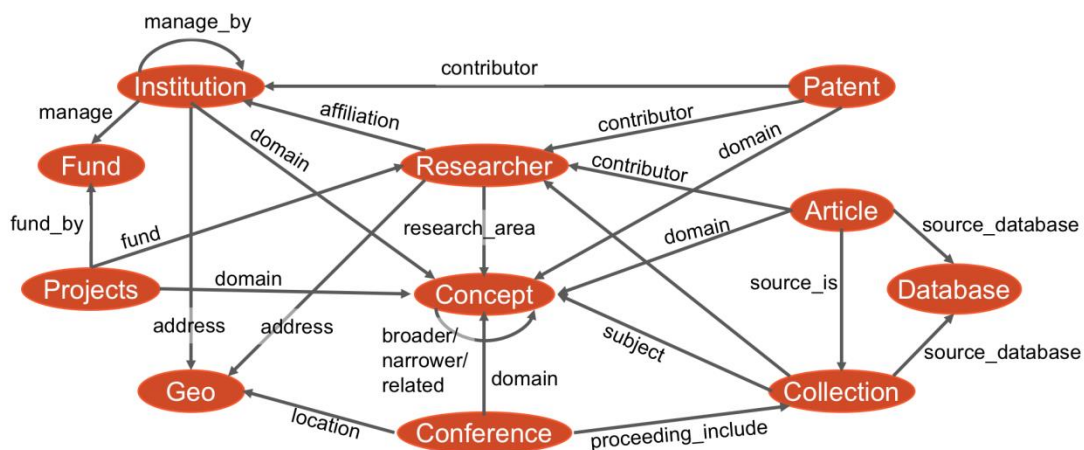 manage_by
contributor
Institution
Patent
manage
affiliation
contributor
domain
domain
Fund
Researcher
contributor
fund_by
fund
research_area
domain
Article
source_database
Projects
domain
Concept
source_is
Database
address
address
broader/
narrower/
related
subject
source_database
domain
Geo
Collection
location
Conference
proceeding_include